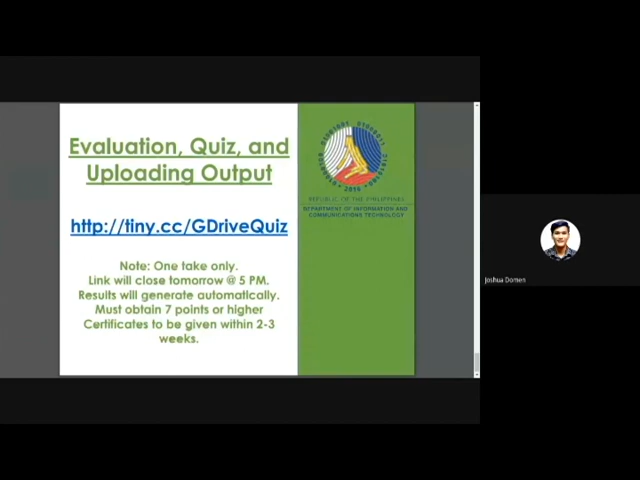 Evaluation, Quiz, and
Uploading Output
http://tiny.cc/GDriveQuiz
Note: One take only.
Link will close tomorrow @ 5 PM.
Results will generate automatically.
Must obtain 7 points or higher
Certificates to be given within 2-3
weeks.
2016
REPUBLIC OF THE PHILIPPINES
DEPARTMENT OF INFORMATION AND
COMMUNICATIONS TECHNOLOGY
Joshua Domen